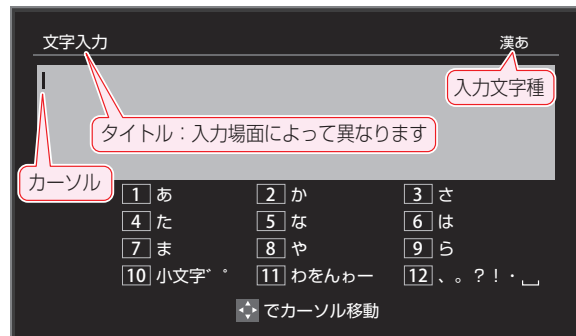 文字入力 漢あ
入力文字種
タイトル：入力場面によって異なります
カーソル
1 あ 2 か 3 さ
4 た 5 な 6 は
7 ま 8 や 9 ら
10 小文字゛゜ 11 わをんゎー 12 、。？！・␣
でカーソル移動